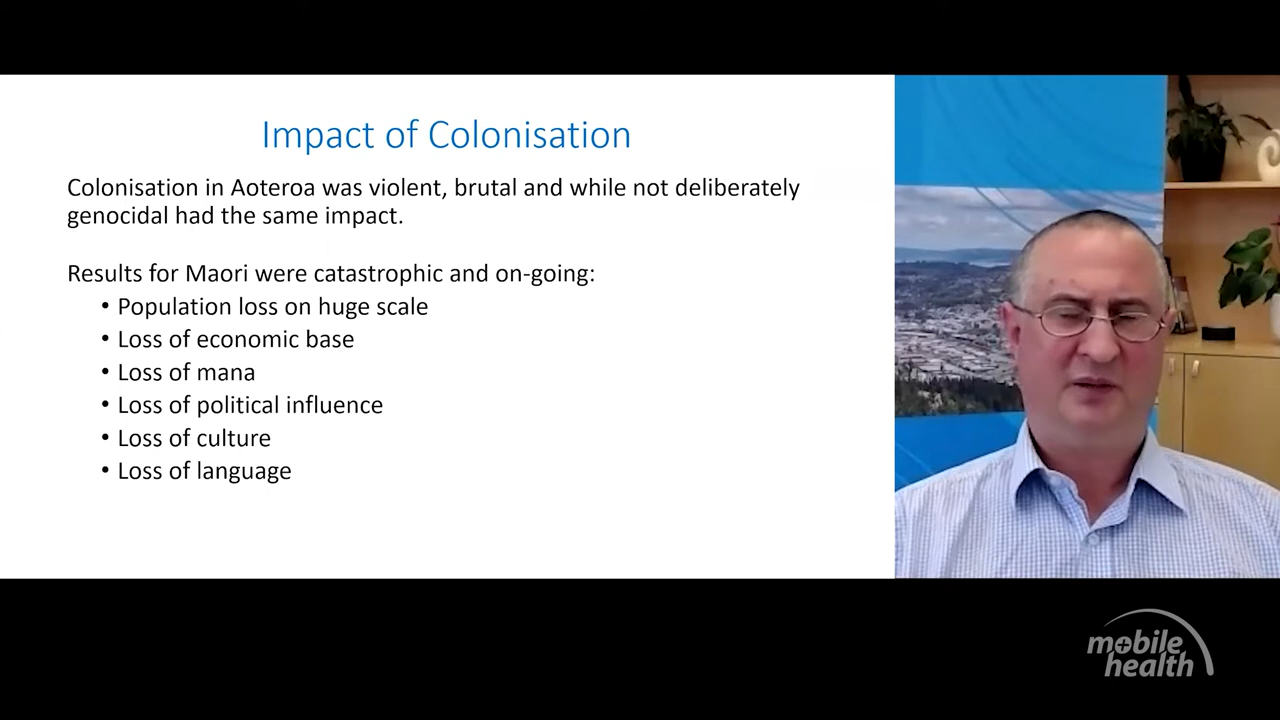 Impact of Colonisation
Colonisation in Aoteroa was violent, brutal and while not deliberately
genocidal had the same impact.
Results for Maori were catastrophic and on-going:
• Population loss on huge scale
• Loss of economic base
• Loss of mana
• Loss of political influence
• Loss of culture
• Loss of language
mobile
health